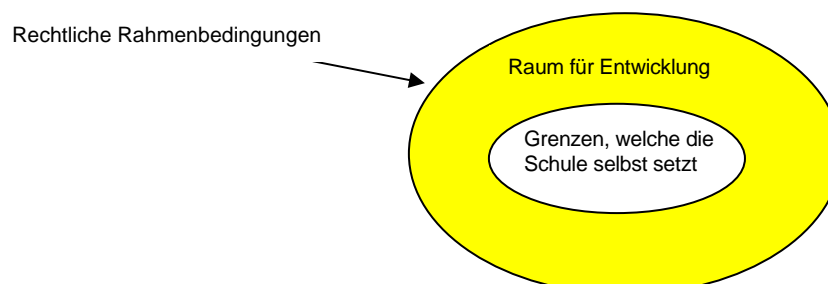 Rechtliche Rahmenbedingungen
Raum für Entwicklung
Grenzen, welche die
Schule selbst setzt